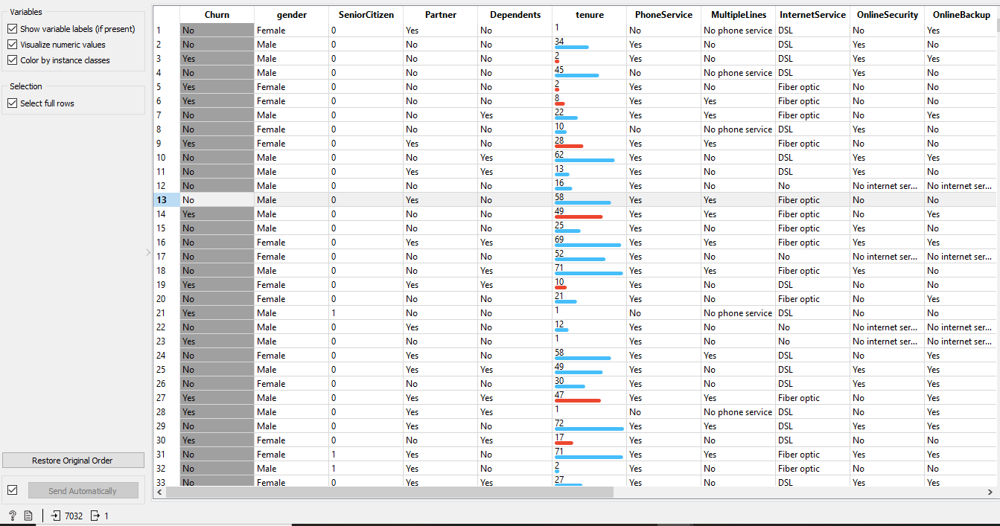 Variables
Show variable labels (if present)
Visualize numeric values
Color by instance classes
Selection
Select full rows
Restore Original Order
Send Automatically
? 7032 1
Churn gender SeniorCitizen Partner Dependents tenure PhoneService MultipleLines InternetService OnlineSecurity OnlineBackup
1 No Female 0 Yes No 1 No No phone service DSL No Yes
2 No Male 0 No No 34 Yes No DSL Yes No
3 Yes Male 0 No No 2 Yes No DSL Yes Yes
4 No Male 0 No No 45 No No phone service DSL Yes No
5 Yes Female 0 No No 2 Yes No Fiber optic No No
6 Yes Female 0 No No 8 Yes Yes Fiber optic No No
7 No Male 0 No Yes 22 Yes Yes Fiber optic No Yes
8 No Female 0 No No 10 No No phone service DSL Yes No
9 Yes Female 0 Yes No 28 Yes Yes Fiber optic No No
10 No Male 0 No Yes 62 Yes No DSL Yes Yes
11 No Male 0 Yes Yes 13 Yes No DSL Yes No
12 No Male 0 No No 16 Yes No No No internet ser... No internet ser...
13 No Male 0 Yes No 58 Yes Yes Fiber optic No No
14 Yes Male 0 No No 49 Yes Yes Fiber optic No Yes
15 No Male 0 No No 25 Yes No Fiber optic Yes No
16 No Female 0 Yes Yes 69 Yes Yes Fiber optic Yes Yes
17 No Female 0 No No 52 Yes No No No internet ser... No internet ser...
18 No Male 0 No Yes 71 Yes Yes Fiber optic Yes No
19 Yes Female 0 Yes Yes 10 Yes No DSL No No
20 No Female 0 No No 21 Yes No Fiber optic No Yes
21 Yes Male 1 No No 1 No No phone service DSL No No
22 No Male 0 Yes No 12 Yes No No No internet ser... No internet ser...
23 Yes Male 0 No No 1 Yes No No No internet ser... No internet ser...
24 No Female 0 Yes No 58 Yes Yes DSL No Yes
25 No Male 0 Yes Yes 49 Yes No DSL Yes Yes
26 No Female 0 No No 30 Yes No DSL Yes Yes
27 Yes Male 0 Yes Yes 47 Yes Yes Fiber optic No Yes
28 Yes Male 0 Yes Yes 1 No No phone service DSL No Yes
29 No Male 0 Yes No 72 Yes Yes DSL Yes Yes
30 Yes Female 0 No Yes 17 Yes No DSL No No
31 No Female 1 Yes No 71 Yes Yes Fiber optic Yes Yes
32 No Male 1 Yes No 2 Yes No Fiber optic No Yes
33 No Female 0 Yes Yes 27 Yes No DSL Yes Yes